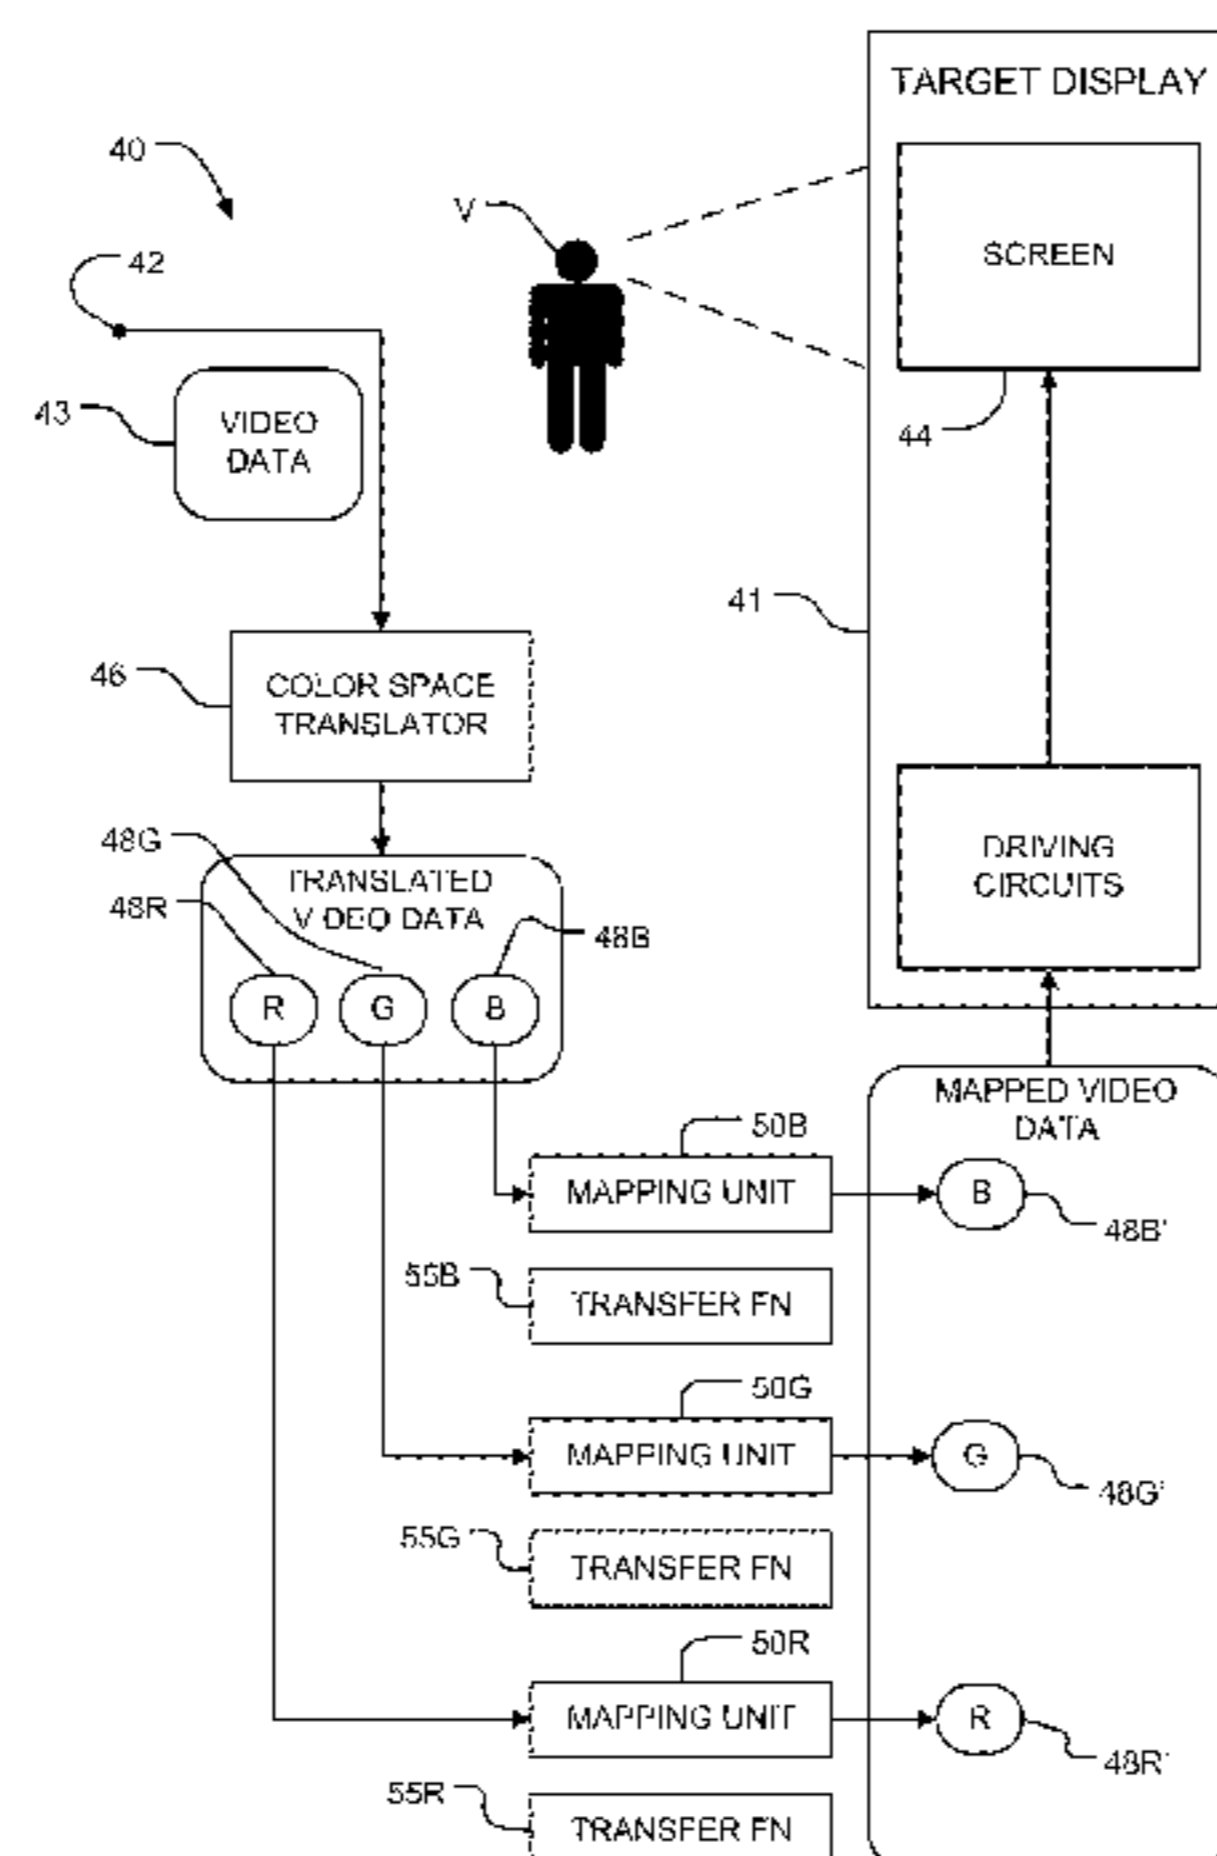 TARGET DISPLAY
40
V
42
SCREEN
43
VIDEO
DATA
44
41
46
COLOR SPACE
TRANSLATOR
48G
DRIVING
CIRCUITS
48R
TRANSLATED
VIDEO DATA
48B
R
G
B
MAPPED VIDEO
DATA
50B
MAPPING UNIT
B
48B'
55B
TRANSFER FN
50G
MAPPING UNIT
G
48G'
55G
TRANSFER FN
50R
MAPPING UNIT
R
48R'
55R
TRANSFER FN